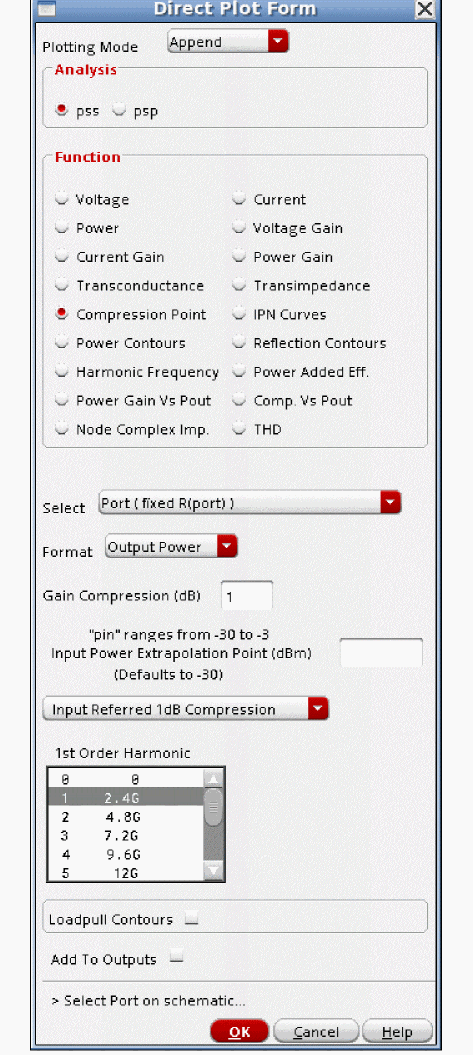 Direct Plot Form
Plotting Mode Append
Analysis
pss psp
Function
Voltage Current
Power Voltage Gain
Current Gain Power Gain
Transconductance Transimpedance
Compression Point IPN Curves
Power Contours Reflection Contours
Harmonic Frequency Power Added Eff.
Power Gain Vs Pout Comp. Vs Pout
Node Complex Imp. THD
Select Port ( fixed R(port) )
Format Output Power
Gain Compression (dB) 1
"pin" ranges from -30 to -3
Input Power Extrapolation Point (dBm)
(Defaults to -30)
Input Referred 1dB Compression
1st Order Harmonic
0 0
1 2.4G
2 4.8G
3 7.2G
4 9.6G
5 12G
Loadpull Contours
Add To Outputs
> Select Port on schematic...
OK Cancel Help